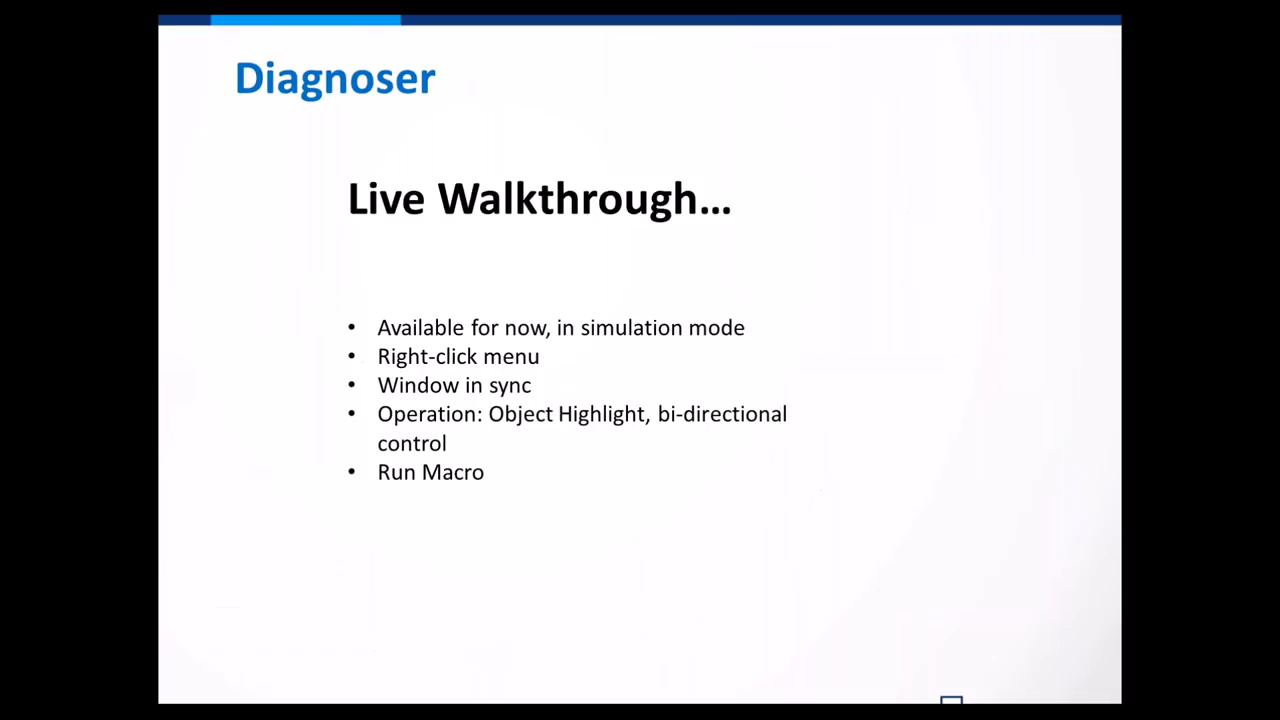 Diagnoser
Live Walkthrough...
• Available for now, in simulation mode
• Right-click menu
• Window in sync
• Operation: Object Highlight, bi-directional
control
• Run Macro